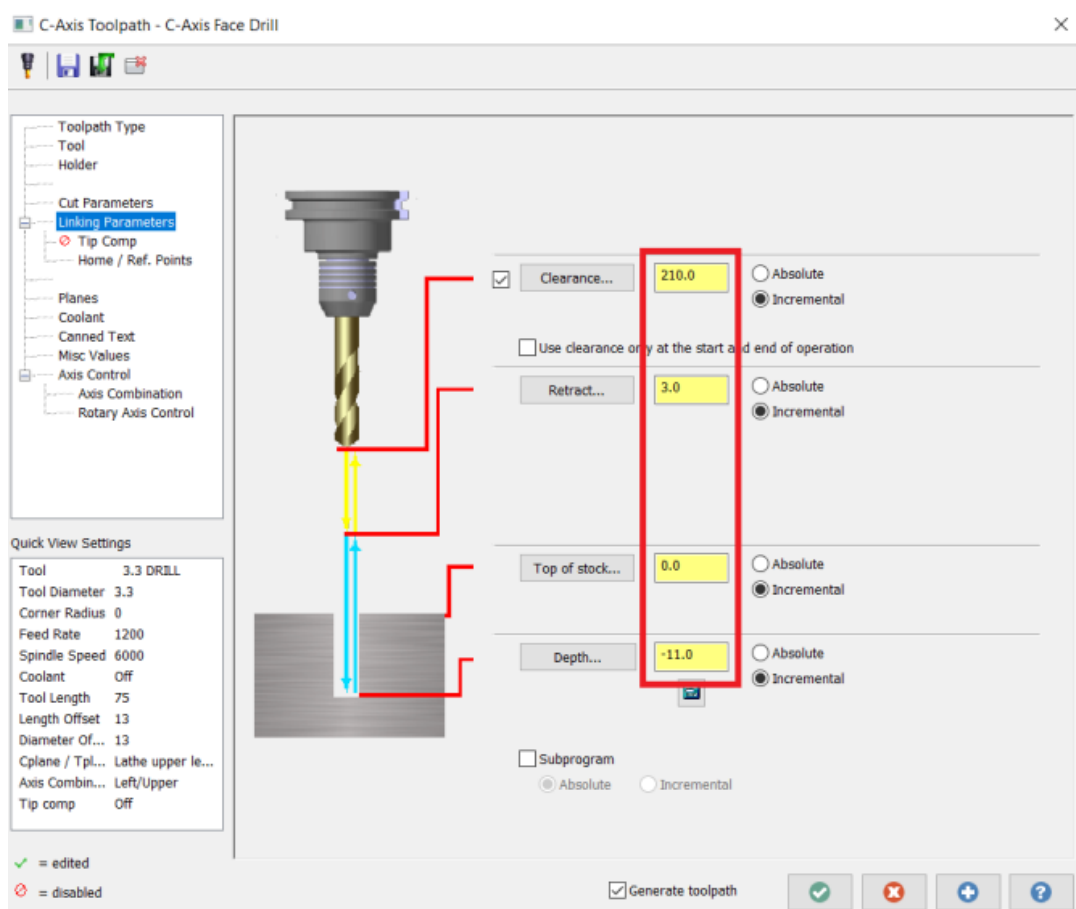 C-Axis Toolpath - C-Axis Face Drill
Toolpath Type
Tool
Holder
Cut Parameters
Linking Parameters
Tip Comp
Home / Ref. Points
Planes
Coolant
Canned Text
Misc Values
Axis Control
Axis Combination
Rotary Axis Control
Quick View Settings
Tool 3.3 DRILL
Tool Diameter 3.3
Corner Radius 0
Feed Rate 1200
Spindle Speed 6000
Coolant Off
Tool Length 75
Length Offset 13
Diameter Of... 13
Cplane / Tpl... Lathe upper le...
Axis Combin... Left/Upper
Tip comp Off
= edited
= disabled
Clearance... 210.0 Absolute
Incremental
Use clearance only at the start and end of operation
Retract... 3.0 Absolute
Incremental
Top of stock... 0.0 Absolute
Incremental
Depth... -11.0 Absolute
Incremental
Subprogram
Absolute Incremental
Generate toolpath